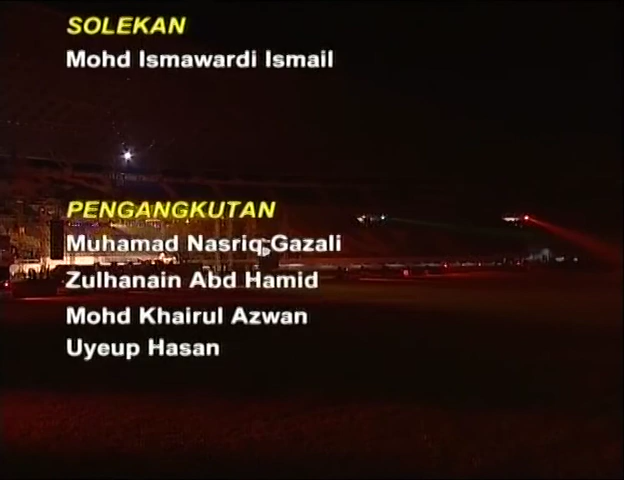 SOLEKAN
Mohd Ismawardi Ismail
PENGANGKUTAN
Muhamad Nasriq Gazali
Zulhanain Abd Hamid
Mohd Khairul Azwan
Uyeup Hasan